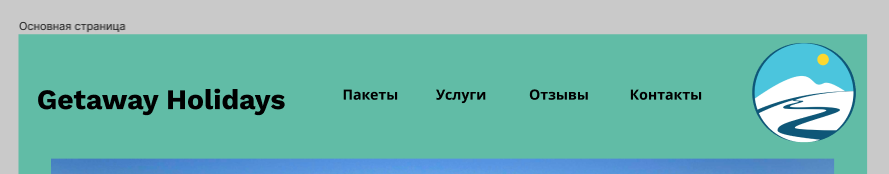 Основная страница
Getaway Holidays
Пакеты Услуги Отзывы Контакты